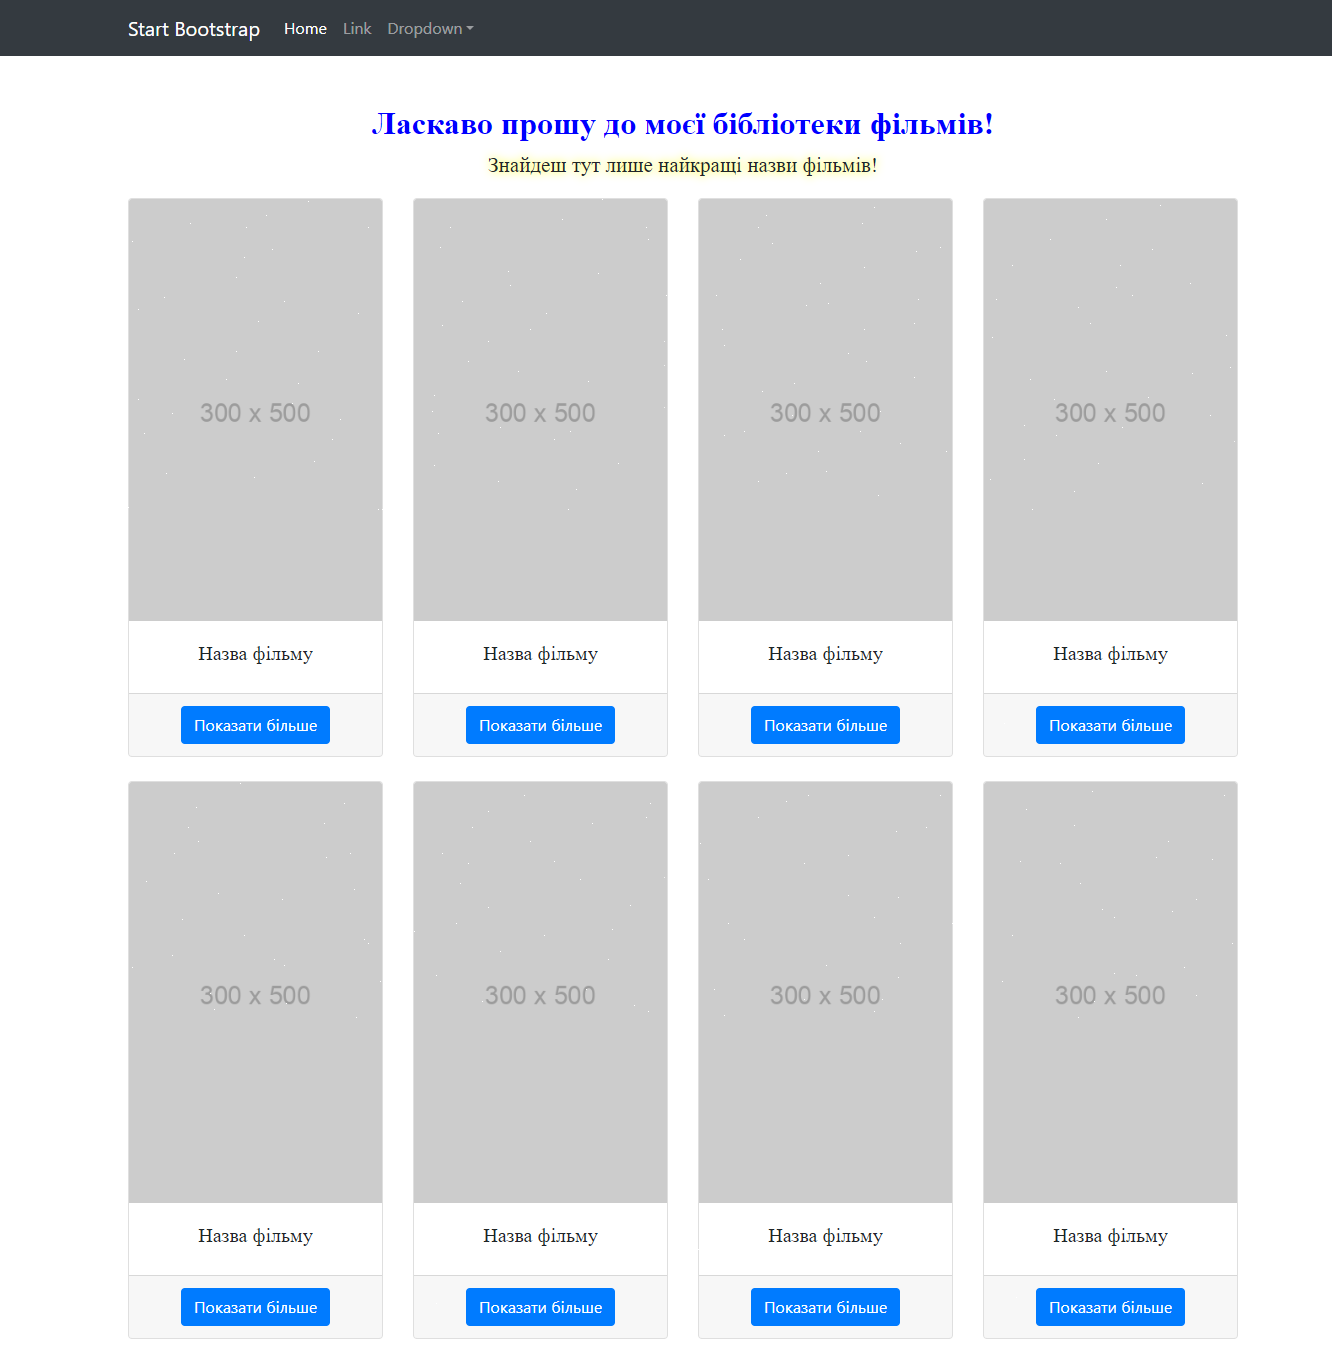 Start Bootstrap Home Link Dropdown
Ласкаво прошу до моєї бібліотеки фільмів!
Знайдеш тут лише найкращі назви фільмів!
300 x 500 300 x 500 300 x 500 300 x 500
Назва фільму Назва фільму Назва фільму Назва фільму
Показати більше Показати більше Показати більше Показати більше
300 x 500 300 x 500 300 x 500 300 x 500
Назва фільму Назва фільму Назва фільму Назва фільму
Показати більше Показати більше Показати більше Показати більше